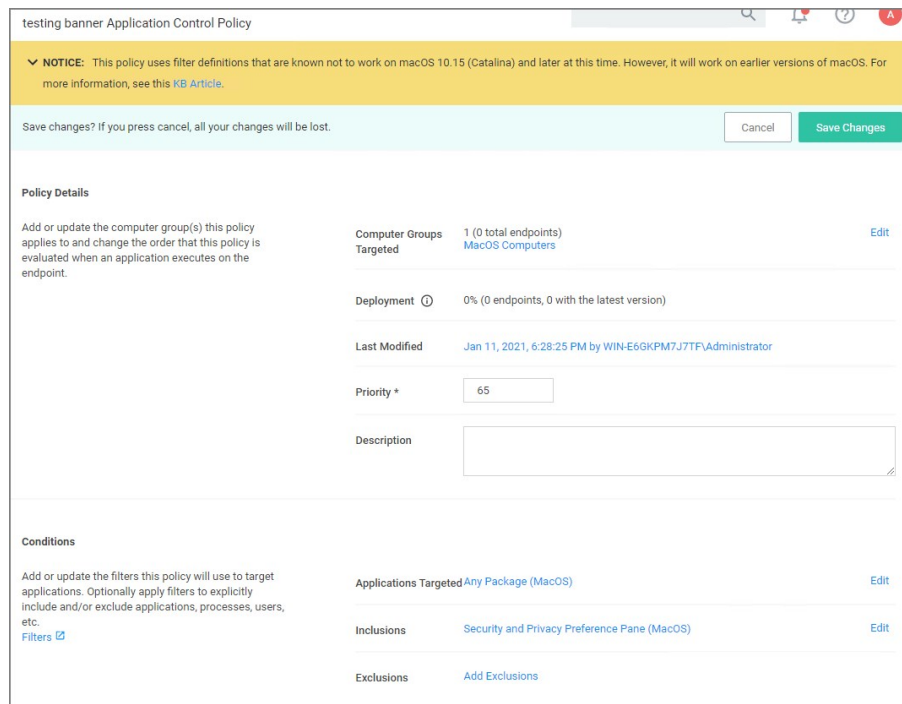 testing banner Application Control Policy
A
NOTICE: This policy uses filter definitions that are known not to work on macOS 10.15 (Catalina) and later at this time. However, it will work on earlier versions of macOS. For
more information, see this KB Article.
Save changes? If you press cancel, all your changes will be lost.
Cancel
Save Changes
Policy Details
Add or update the computer group(s) this policy
applies to and change the order that this policy is
evaluated when an application executes on the
endpoint.
Computer Groups
Targeted
1 (0 total endpoints)
MacOS Computers
Edit
Deployment
0% (0 endpoints, 0 with the latest version)
Last Modified
Jan 11, 2021, 6:28:25 PM by WIN-E6GKPM7J7TF\Administrator
Priority *
65
Description
Conditions
Add or update the filters this policy will use to target
applications. Optionally apply filters to explicitly
include and/or exclude applications, processes, users,
etc.
Filters
Applications Targeted
Any Package (MacOS)
Edit
Inclusions
Security and Privacy Preference Pane (MacOS)
Edit
Exclusions
Add Exclusions